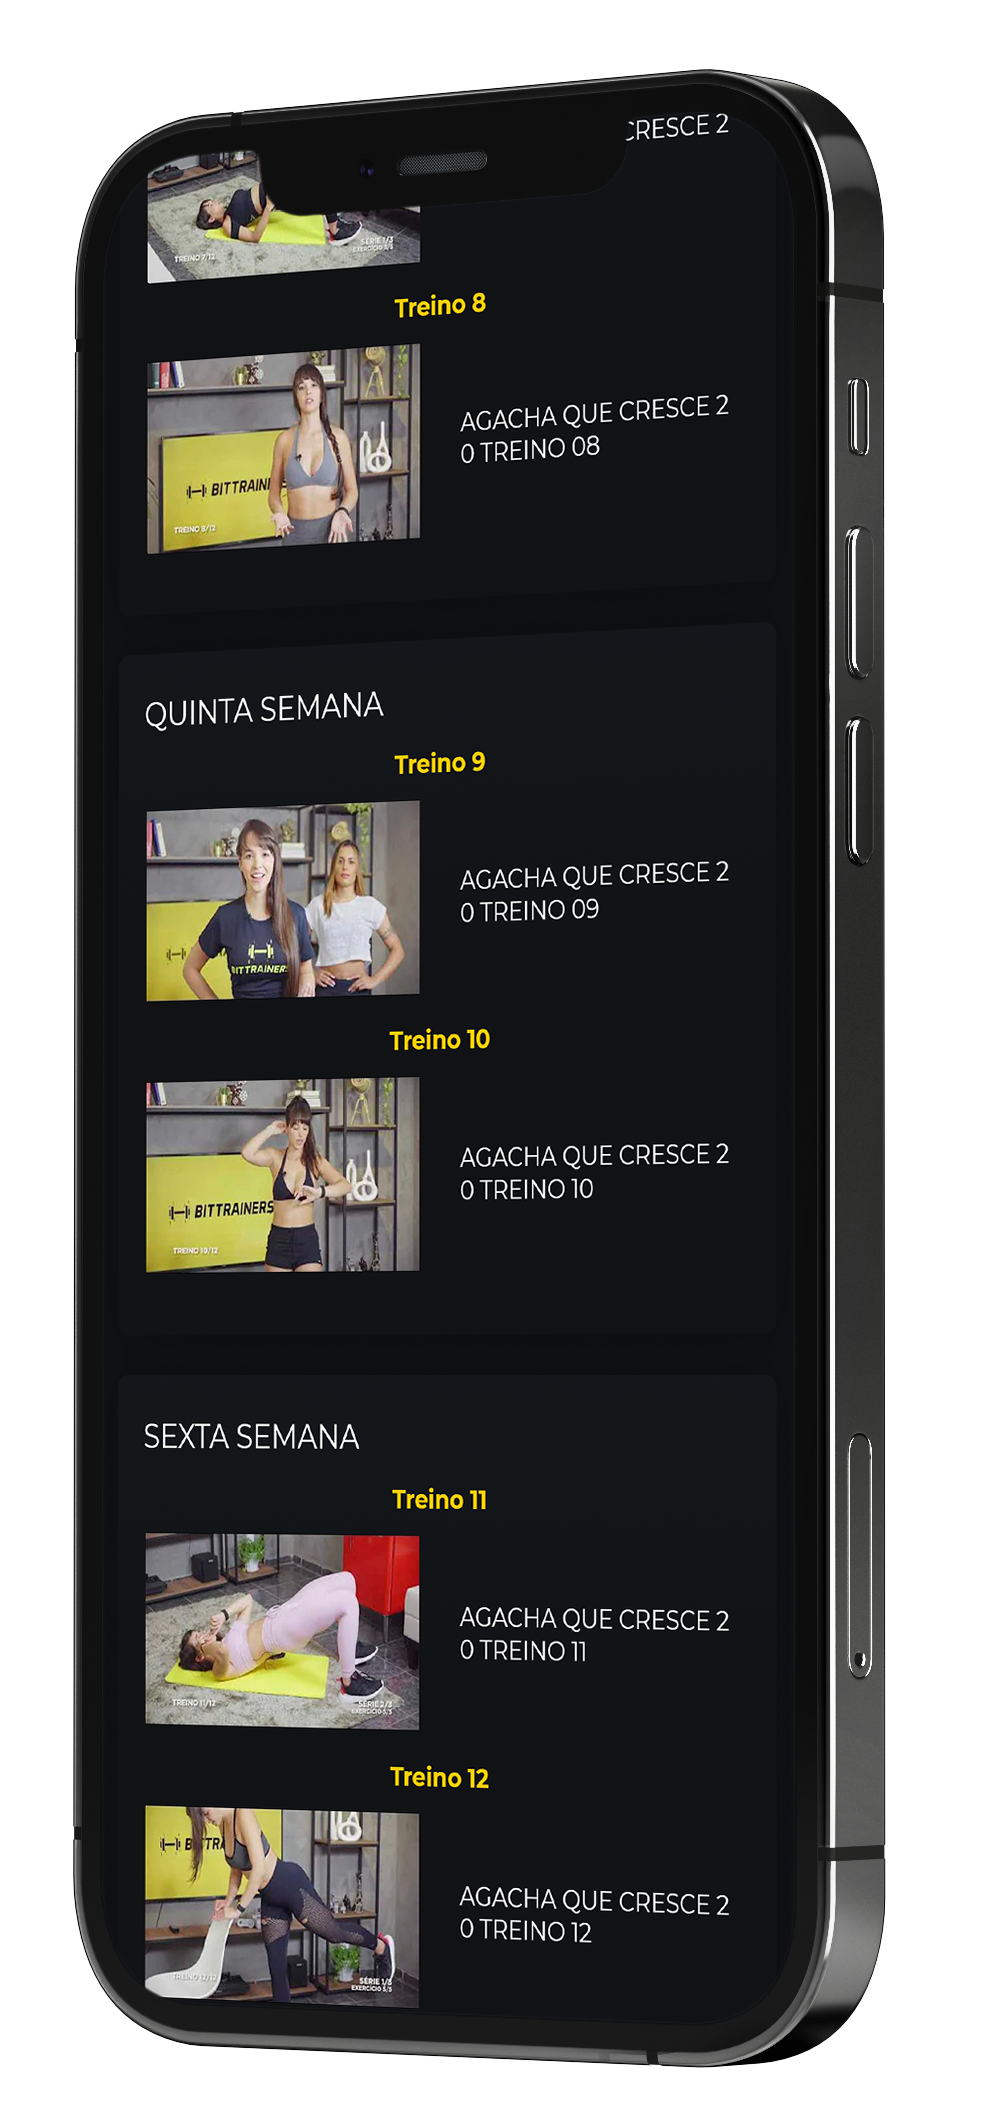 CRESCE 2
TREINO 7/12
SÉRIE 1/3
EXERCÍCIO 5/5
Treino 8
BITTRAIN
TREINO 8/12
AGACHA QUE CRESCE 2
0 TREINO 08
QUINTA SEMANA
Treino 9
BITTRAINERS
AGACHA QUE CRESCE 2
0 TREINO 09
Treino 10
BITTRAINERS
TREINO 10/12
AGACHA QUE CRESCE 2
0 TREINO 10
SEXTA SEMANA
Treino 11
TREINO 11/12
SÉRIE 2/3
EXERCÍCIO 5/5
AGACHA QUE CRESCE 2
0 TREINO 11
Treino 12
BITTRA
TREINO 12/12
SÉRIE 1/3
EXERCÍCIO 5/5
AGACHA QUE CRESCE 2
0 TREINO 12